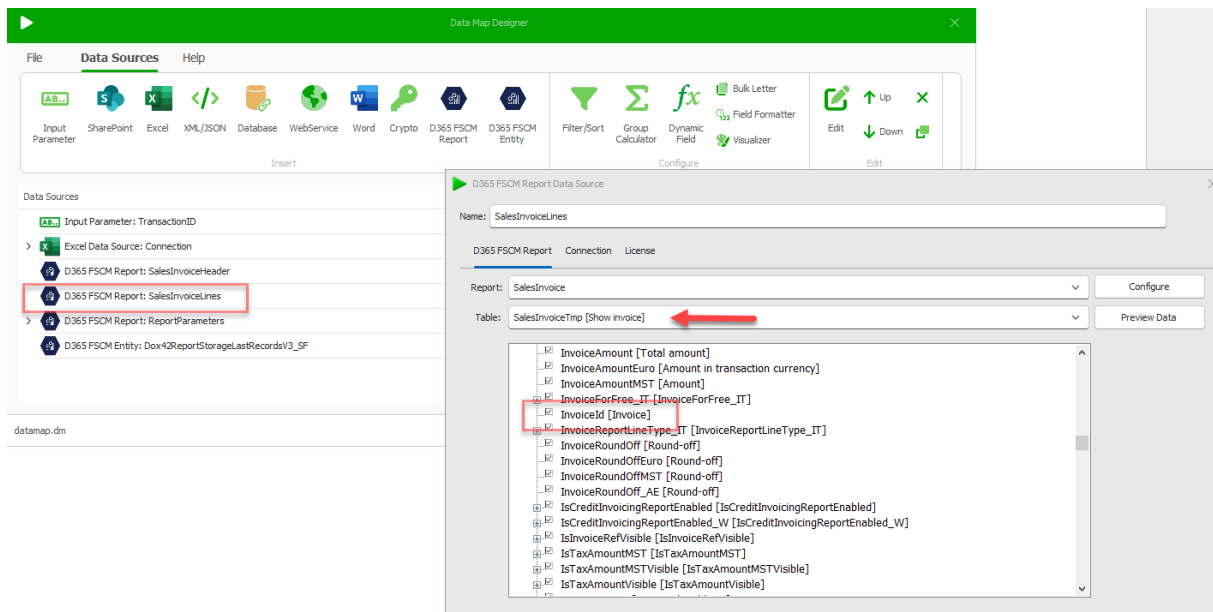 Data Map Designer
File Data Sources Help
AB.. Input Parameter
SharePoint
Excel
XML/JSON
Database
WebService
Word
Crypto
D365 FSCM Report
D365 FSCM Entity
Insert
Filter/Sort
Group Calculator
Dynamic Field
Bulk Letter
Field Formatter
Visualizer
Configure
Edit
Up
Down
Edit
Data Sources
AB.. Input Parameter: TransactionID
Excel Data Source: Connection
D365 FSCM Report: SalesInvoiceHeader
D365 FSCM Report: SalesInvoiceLines
D365 FSCM Report: ReportParameters
D365 FSCM Entity: Dox42ReportStorageLastRecordsV3_SF
datamap.dm
D365 FSCM Report Data Source
Name: SalesInvoiceLines
D365 FSCM Report Connection License
Report: SalesInvoice Configure
Table: SalesInvoiceTmp [Show invoice] Preview Data
InvoiceAmount [Total amount]
InvoiceAmountEuro [Amount in transaction currency]
InvoiceAmountMST [Amount]
InvoiceForFree_IT [InvoiceForFree_IT]
InvoiceId [Invoice]
InvoiceReportLineType_IT [InvoiceReportLineType_IT]
InvoiceRoundOff [Round-off]
InvoiceRoundOffEuro [Round-off]
InvoiceRoundOffMST [Round-off]
InvoiceRoundOff_AE [Round-off]
IsCreditInvoicingReportEnabled [IsCreditInvoicingReportEnabled]
IsCreditInvoicingReportEnabled_W [IsCreditInvoicingReportEnabled_W]
IsInvoiceRefVisible [IsInvoiceRefVisible]
IsTaxAmountMST [IsTaxAmountMST]
IsTaxAmountMSTVisible [IsTaxAmountMSTVisible]
IsTaxAmountVisible [IsTaxAmountVisible]